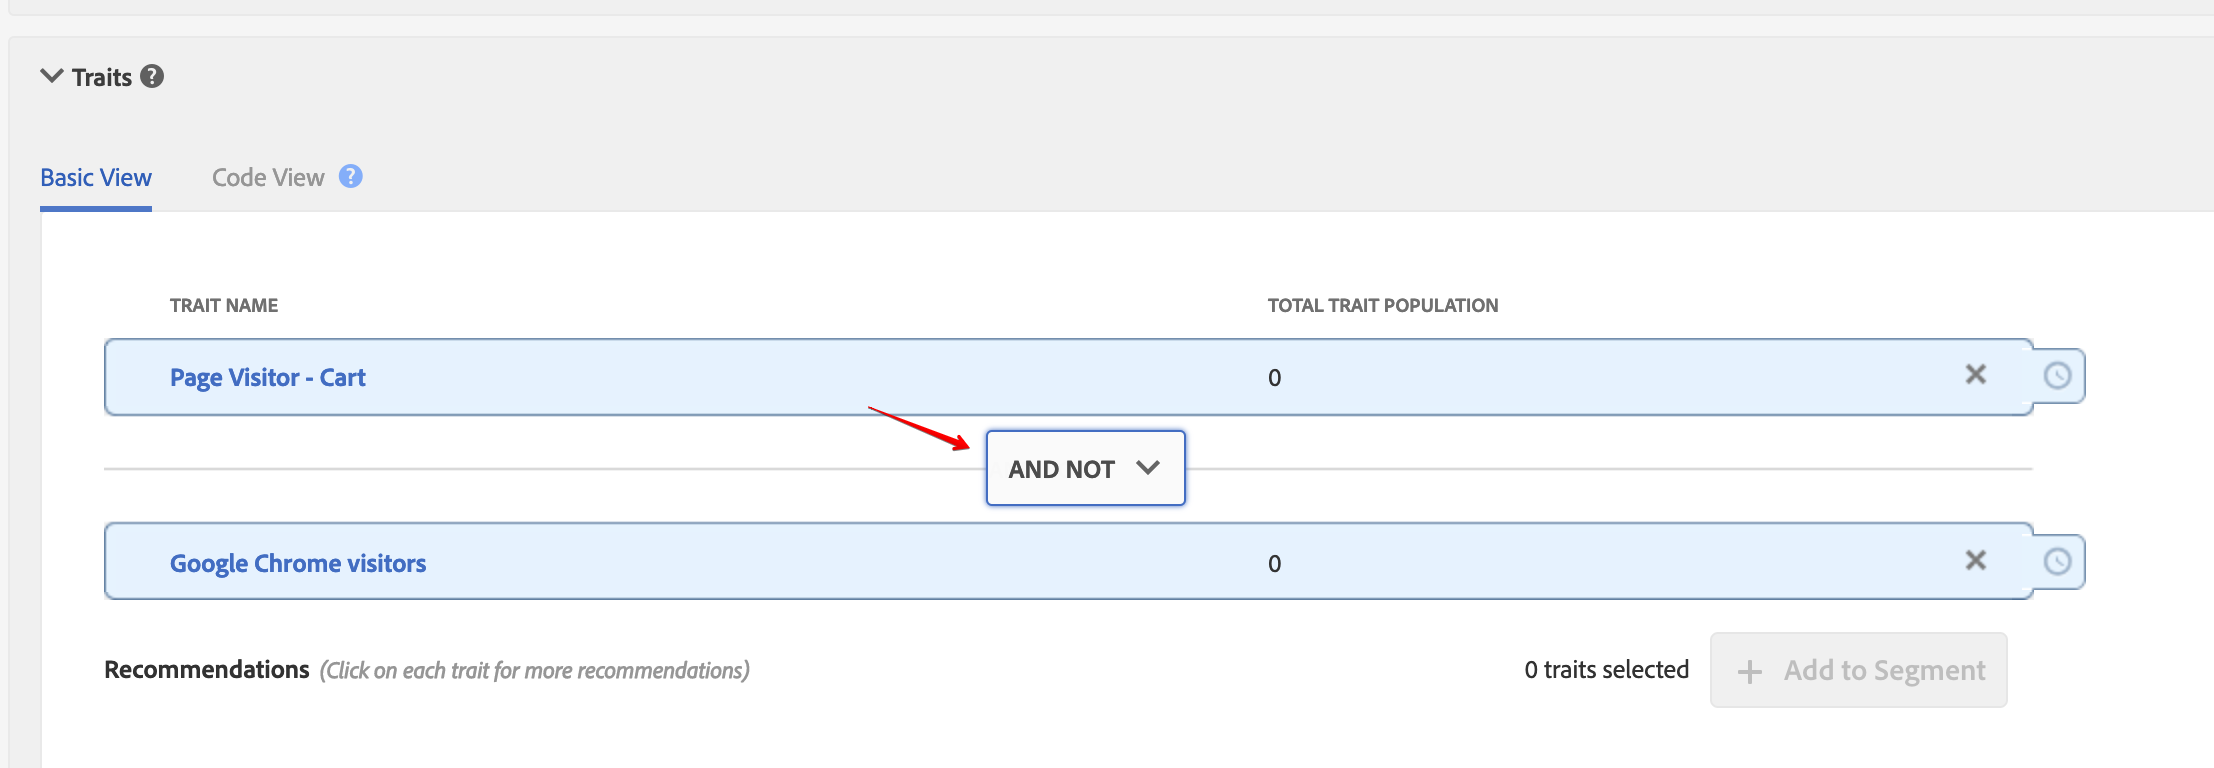 Traits ?
Basic View Code View ?
TRAIT NAME TOTAL TRAIT POPULATION
Page Visitor - Cart 0
AND NOT
Google Chrome visitors 0
Recommendations (Click on each trait for more recommendations) 0 traits selected + Add to Segment